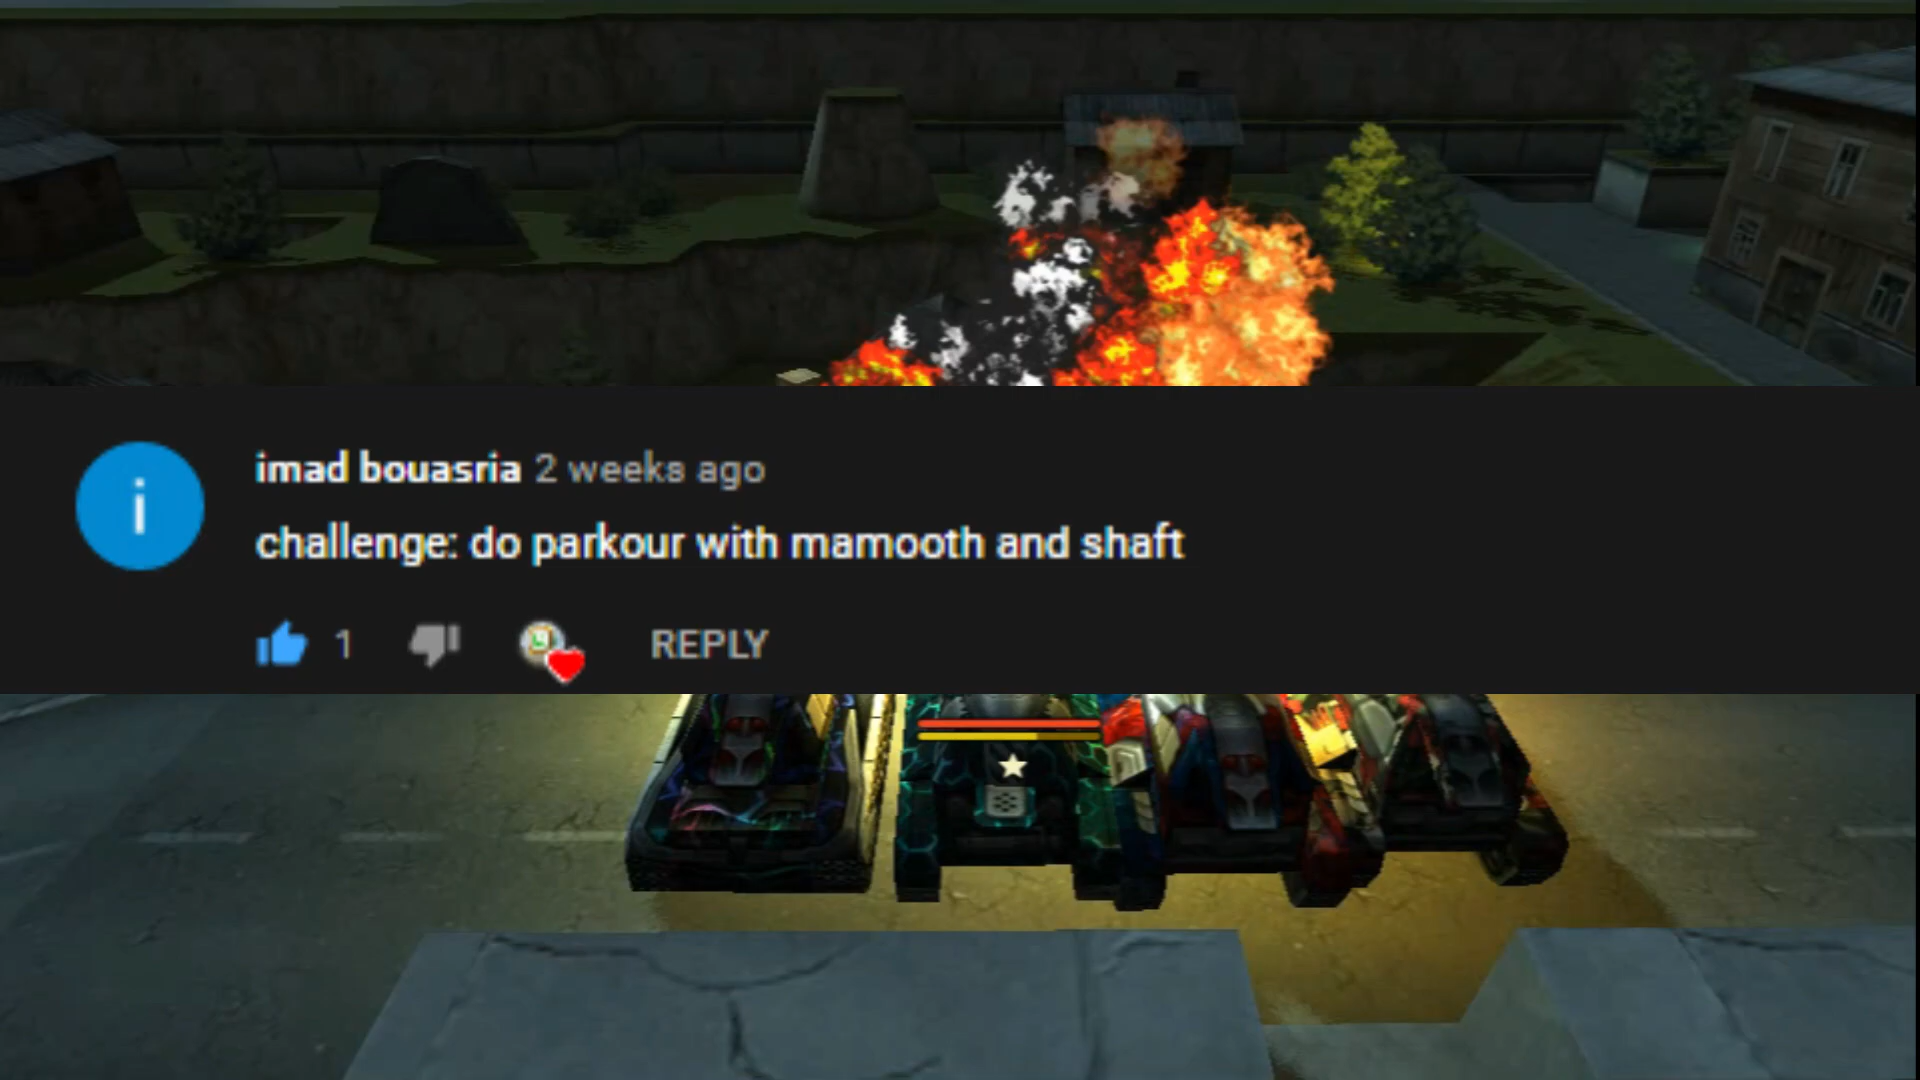 i
imad bouasria 2 weeks ago
challenge: do parkour with mamooth and shaft
1
REPLY